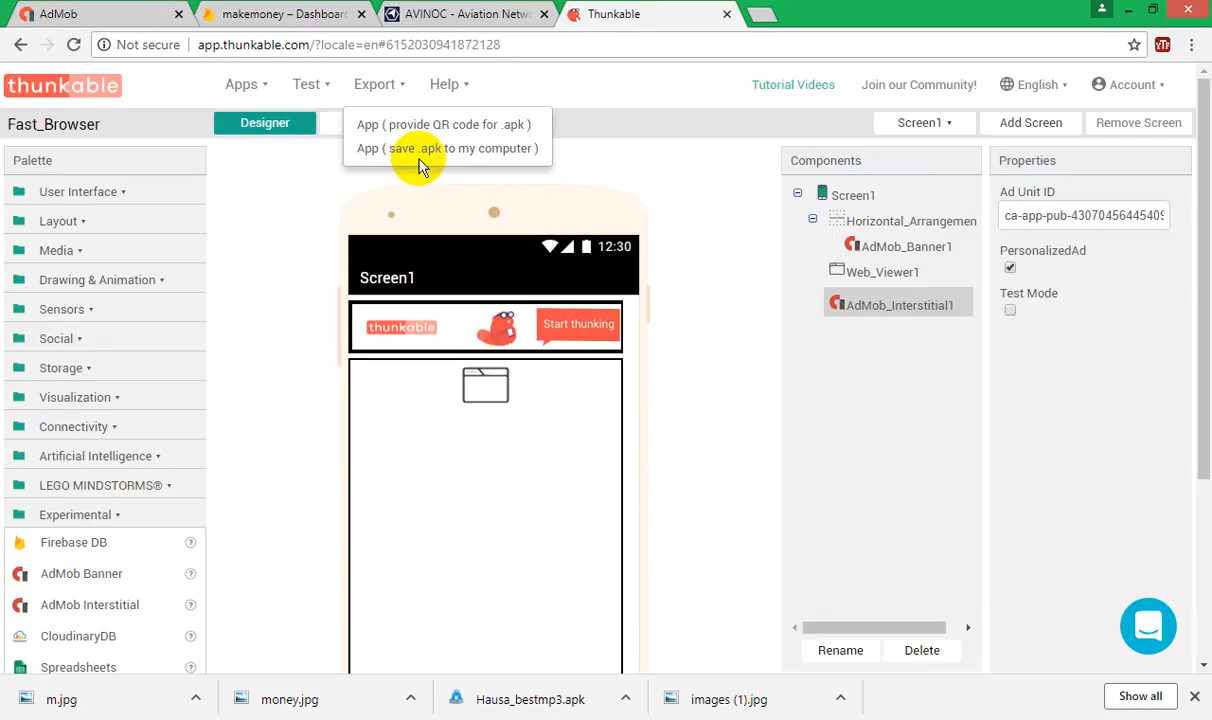 AdMob
makemoney – Dashboard
AVINOC - Aviation Netw
Thunkable
Not secure
app.thunkable.com/?locale=en#6152030941872128
YTF
thunkable
Apps
Test
Export
Help
Tutorial Videos
Join our Community!
English
Account
App ( provide QR code for .apk )
App ( save .apk to my computer )
Fast_Browser
Designer
Screen1
Add Screen
Remove Screen
Palette
User Interface
Layout
Media
Drawing & Animation
Sensors
Social
Storage
Visualization
Connectivity
Artificial Intelligence
LEGO MINDSTORMS®
Experimental
Firebase DB
AdMob Banner
AdMob Interstitial
CloudinaryDB
Spreadsheets
12:30
Screen1
thunkable
Start thunking
Components
Screen1
Horizontal_Arrangemen
AdMob_Banner1
Web_Viewer1
AdMob_Interstitial1
Rename
Delete
Properties
Ad Unit ID
ca-app-pub-4307045644540
PersonalizedAd
Test Mode
m.jpg
money.jpg
Hausa_bestmp3.apk
images (1).jpg
Show all